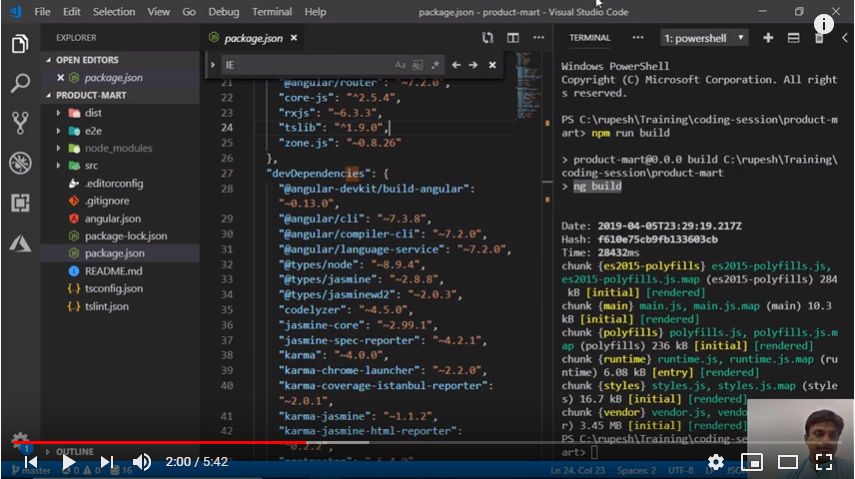 File Edit Selection View Go Debug Terminal Help package.json - product-mart - Visual Studio Code
EXPLORER
OPEN EDITORS
package.json
PRODUCT-MART
dist
e2e
node_modules
src
.editorconfig
.gitignore
angular.json
package-lock.json
package.json
README.md
tsconfig.json
tslint.json
OUTLINE
package.json
IE
21 "@angular/router": "~7.2.0",
22 "core-js": "^2.5.4",
23 "rxjs": "~6.3.3",
24 "tslib": "^1.9.0",
25 "zone.js": "~0.8.26"
26 },
27 "devDependencies": {
28 "@angular-devkit/build-angular":
"~0.13.0",
29 "@angular/cli": "~7.3.8",
30 "@angular/compiler-cli": "~7.2.0",
31 "@angular/language-service": "~7.2.0",
32 "@types/node": "~8.9.4",
33 "@types/jasmine": "~2.8.8",
34 "@types/jasminewd2": "~2.0.3",
35 "codelyzer": "~4.5.0",
36 "jasmine-core": "~2.99.1",
37 "jasmine-spec-reporter": "~4.2.1",
38 "karma": "~4.0.0",
39 "karma-chrome-launcher": "~2.2.0",
40 "karma-coverage-istanbul-reporter":
"~2.0.1",
41 "karma-jasmine": "~1.1.2",
42 "karma-jasmine-html-reporter":
"^0.2.2",
TERMINAL
1: powershell
Windows PowerShell
Copyright (C) Microsoft Corporation. All right
s reserved.
PS C:\rupesh\Training\coding-session\product-m
art> npm run build
> product-mart@0.0.0 build C:\rupesh\Training\
coding-session\product-mart
> ng build
Date: 2019-04-05T23:29:19.217Z
Hash: f610e75cb9fb133603cb
Time: 28432ms
chunk {es2015-polyfills} es2015-polyfills.js,
es2015-polyfills.js.map (es2015-polyfills) 284
kB [initial] [rendered]
chunk {main} main.js, main.js.map (main) 10.3
kB [initial] [rendered]
chunk {polyfills} polyfills.js, polyfills.js.m
ap (polyfills) 236 kB [initial] [rendered]
chunk {runtime} runtime.js, runtime.js.map (ru
ntime) 6.08 kB [entry] [rendered]
chunk {styles} styles.js, styles.js.map (style
s) 16.7 kB [initial] [rendered]
chunk {vendor} vendor.js, vendo
r) 3.45 MB [initial] [rendered]
PS C:\rupesh\Training\coding-se
art>
2:00 / 5:42
master 0 0 16 Ln 24, Col 23 Spaces: 2 UTF-8